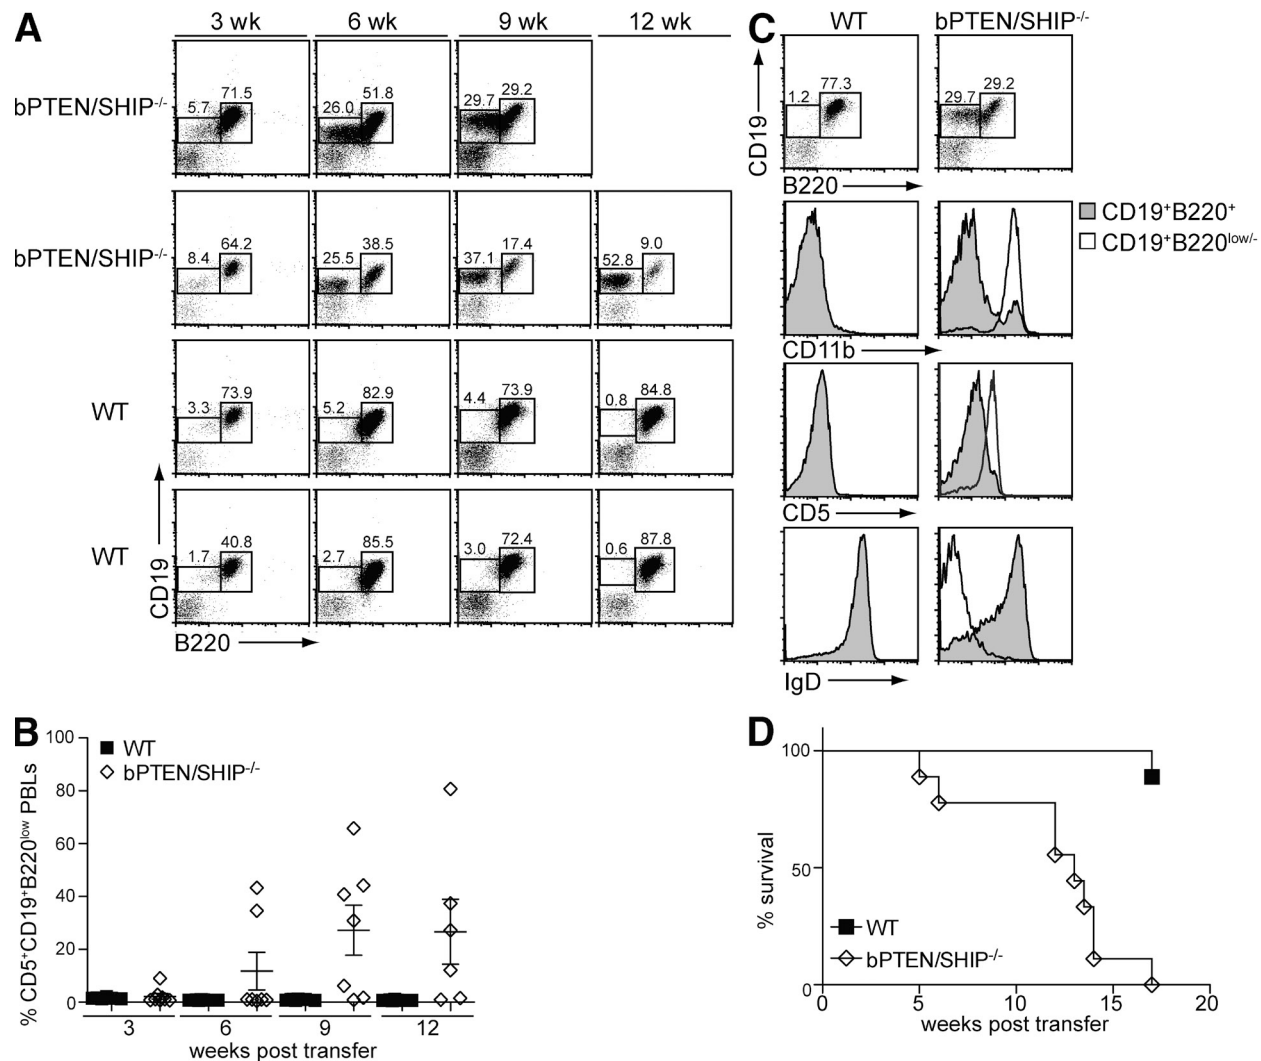 A
3 wk 6 wk 9 wk 12 wk
bPTEN/SHIP-/-
5.7 71.5 26.0 51.8 29.7 29.2
bPTEN/SHIP-/-
8.4 64.2 25.5 38.5 37.1 17.4 52.8 9.0
WT
3.3 73.9 5.2 82.9 4.4 73.9 0.8 84.8
WT
1.7 40.8 2.7 85.5 3.0 72.4 0.6 87.8
CD19
B220
C
WT bPTEN/SHIP-/-
1.2 77.3 29.7 29.2
CD19
B220
CD19+B220+
CD19+B220low/-
CD11b
CD5
IgD
B
% CD5+CD19+B220low PBLs
WT
bPTEN/SHIP-/-
100
80
60
40
20
0
3 6 9 12
weeks post transfer
D
% survival
100
50
0
WT
bPTEN/SHIP-/-
0 5 10 15 20
weeks post transfer